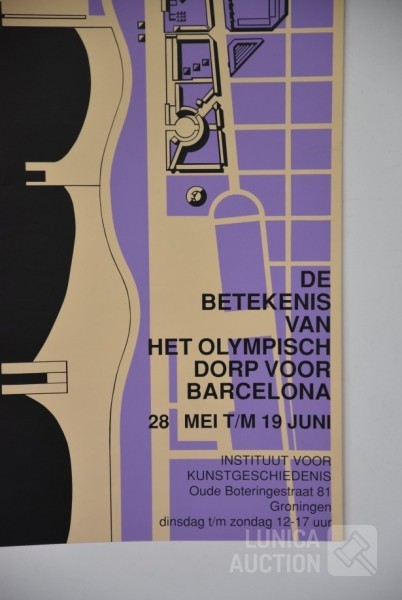 DE
BETEKENIS
VAN
HET OLYMPISCH
DORP VOOR
BARCELONA
28 MEI T/M 19 JUNI
INSTITUUT VOOR
KUNSTGESCHIEDENIS
Oude Boteringestraat 81
Groningen
dinsdag t/m zondag 12-17 uur
LUNICA
AUCTION